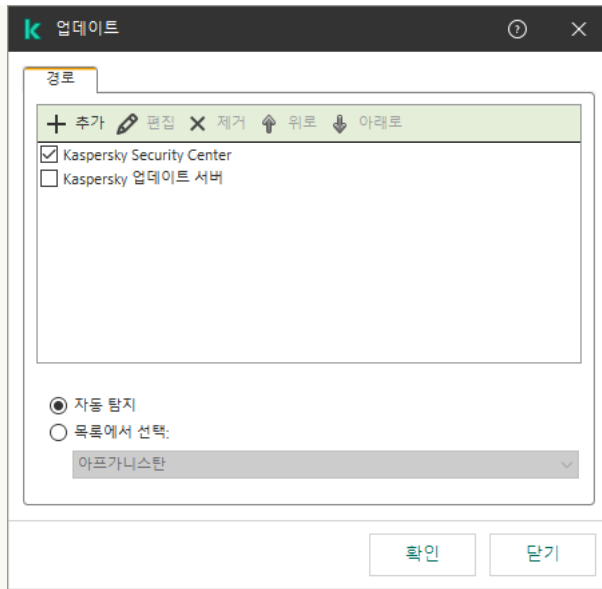 업데이트
경로
추가 편집 제거 위로 아래로
Kaspersky Security Center
Kaspersky 업데이트 서버
자동 탐지
목록에서 선택:
아프가니스탄
확인 닫기